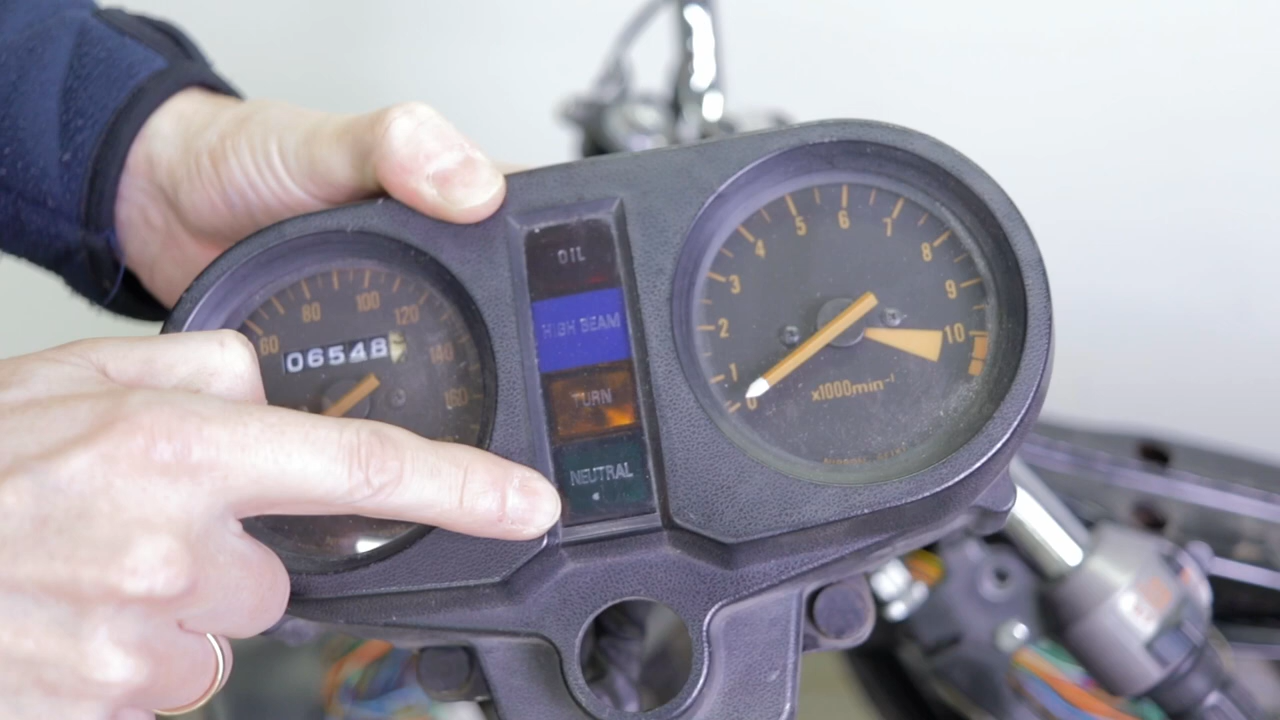 60 80 100 120 140 160
06548
OIL
HIGH BEAM
TURN
NEUTRAL
0 1 2 3 4 5 6 7 8 9 10
x1000min⁻¹